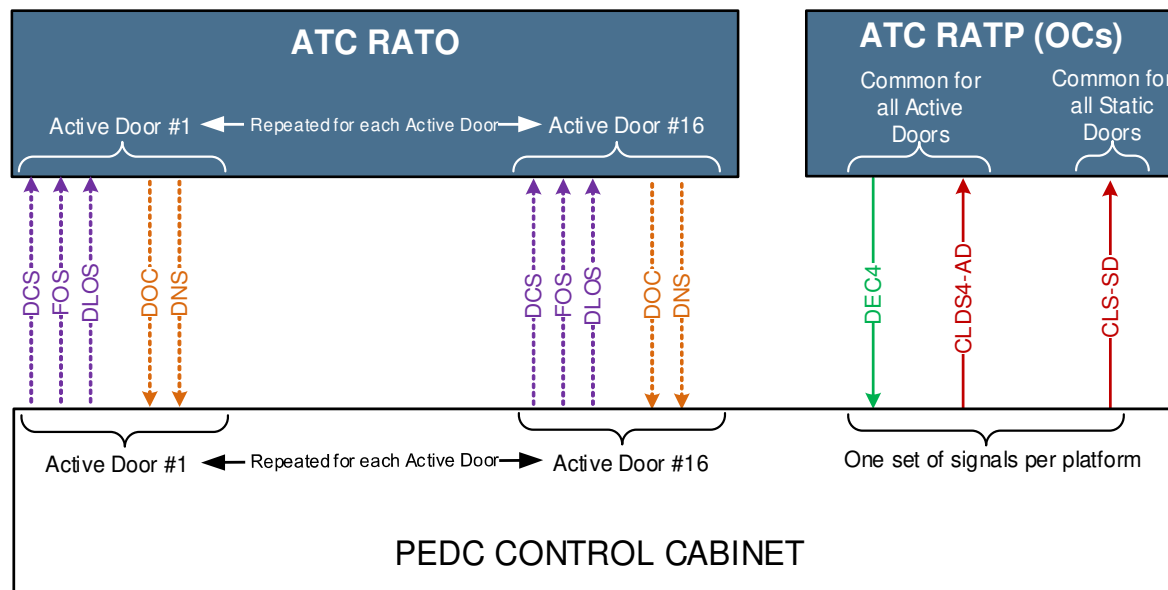 ATC RATO
ATC RATP (OCs)
Common for
all Active
Doors
Common for
all Static
Doors
Active Door #1
Repeated for each Active Door
Active Door #16
DCS
FOS
DLOS
DOC
DNS
DCS
FOS
DLOS
DOC
DNS
DEC4
CLDS4-AD
CLS-SD
Active Door #1
Repeated for each Active Door
Active Door #16
One set of signals per platform
PEDC CONTROL CABINET